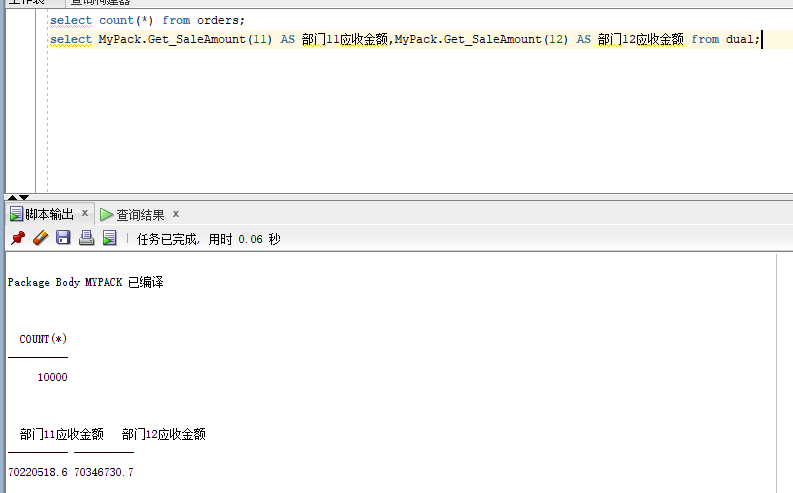 工作表 查询构建器
select count(*) from orders;
select MyPack.Get_SaleAmount(11) AS 部门11应收金额,MyPack.Get_SaleAmount(12) AS 部门12应收金额 from dual;
脚本输出 x 查询结果 x
任务已完成, 用时 0.06 秒
Package Body MYPACK 已编译
COUNT(*)
----------
10000
部门11应收金额 部门12应收金额
---------- ----------
70220518.6 70346730.7